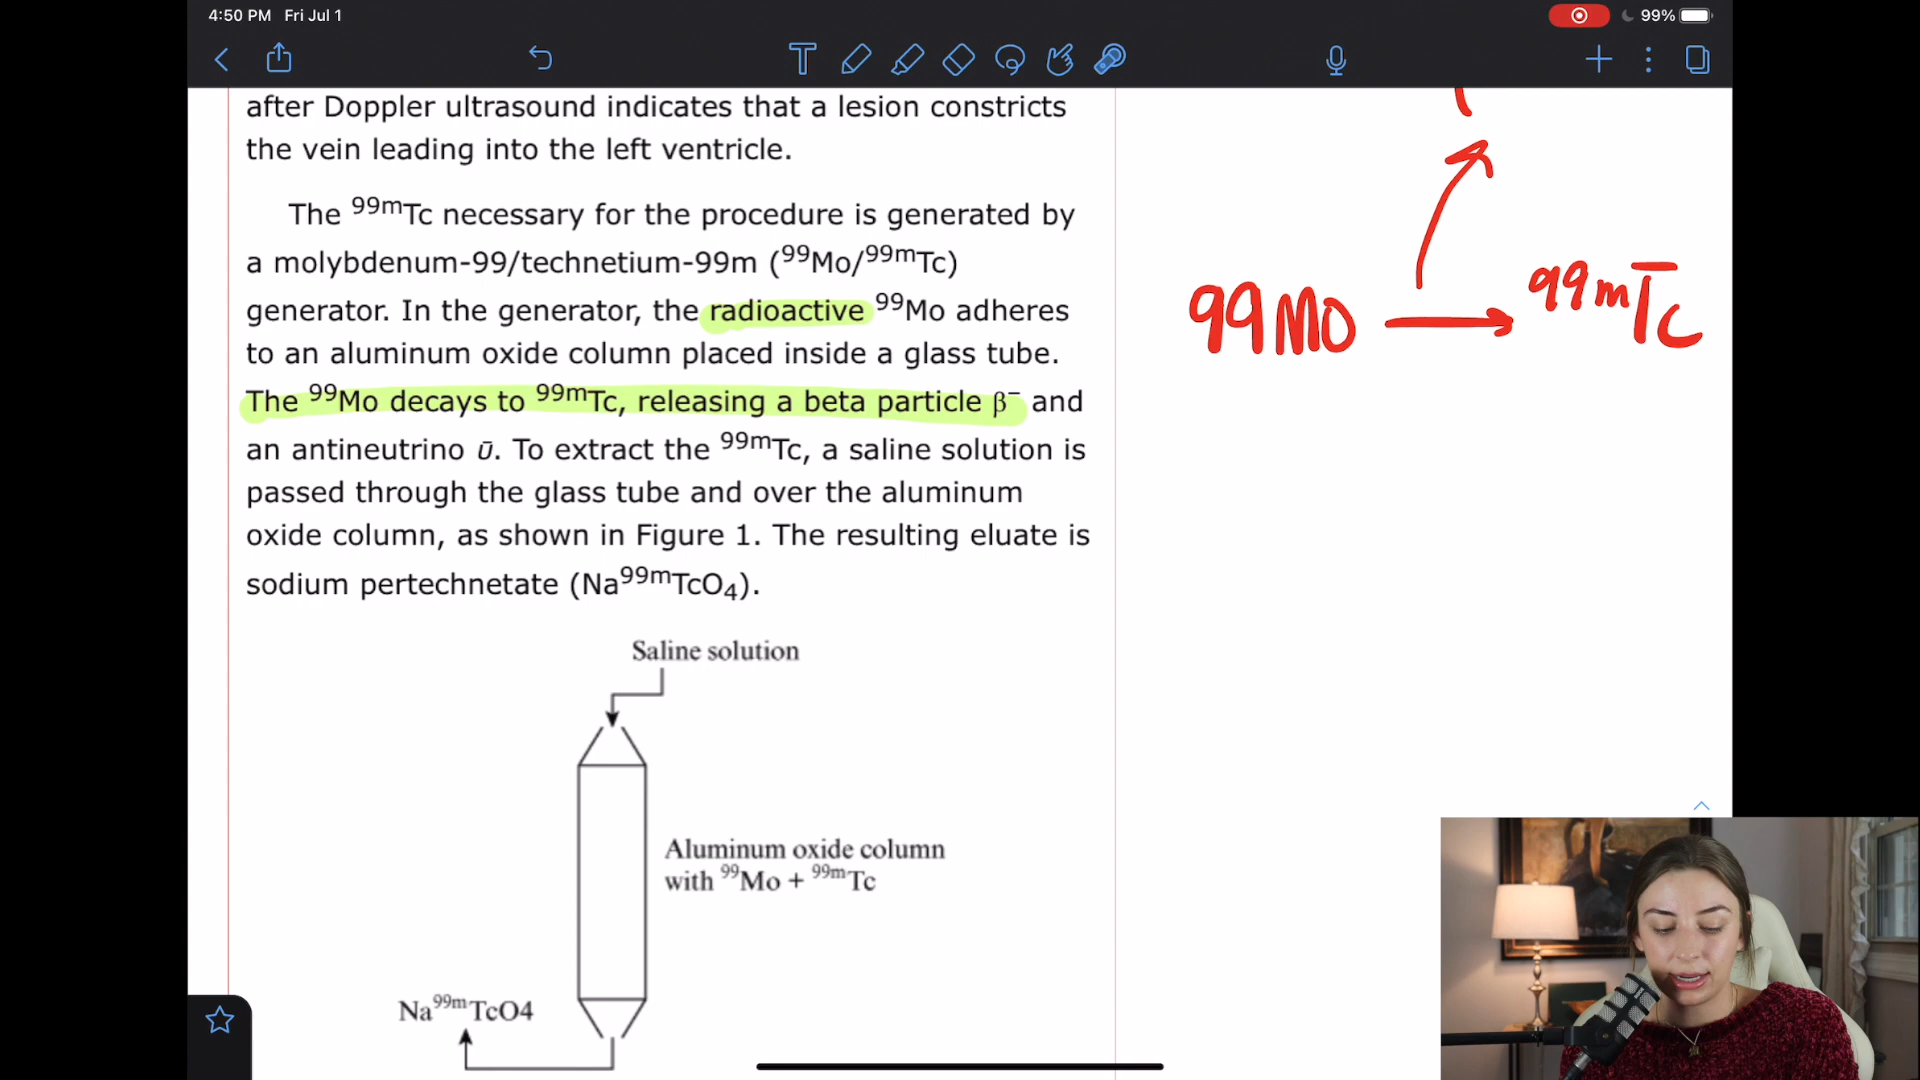 4:50 PM Fri Jul 1
99%
after Doppler ultrasound indicates that a lesion constricts
the vein leading into the left ventricle.
The ⁹⁹ᵐTc necessary for the procedure is generated by
a molybdenum-99/technetium-99m (⁹⁹Mo/⁹⁹ᵐTc)
generator. In the generator, the radioactive ⁹⁹Mo adheres
to an aluminum oxide column placed inside a glass tube.
The ⁹⁹Mo decays to ⁹⁹ᵐTc, releasing a beta particle β⁻ and
an antineutrino ū. To extract the ⁹⁹ᵐTc, a saline solution is
passed through the glass tube and over the aluminum
oxide column, as shown in Figure 1. The resulting eluate is
sodium pertechnetate (Na⁹⁹ᵐTcO₄).
Saline solution
Aluminum oxide column
with ⁹⁹Mo + ⁹⁹ᵐTc
Na⁹⁹ᵐTcO4
99Mo → ⁹⁹ᵐTc